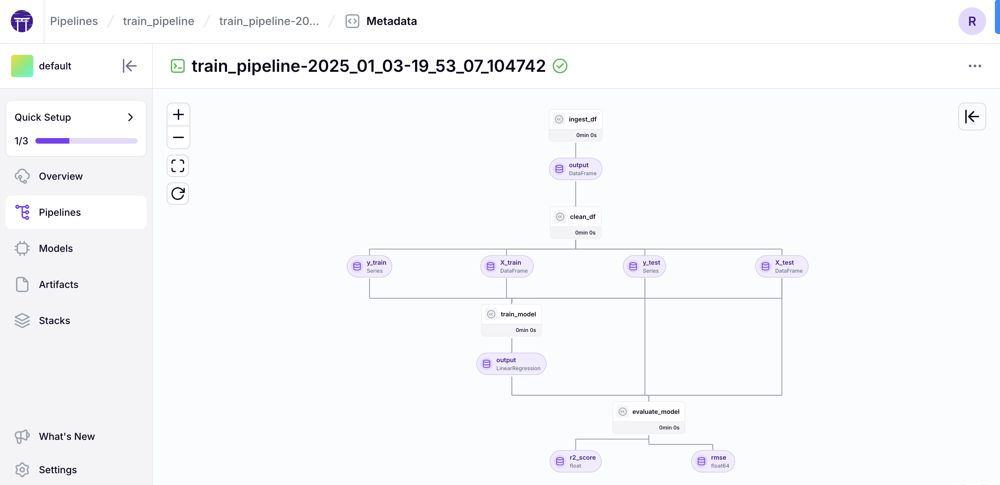 Pipelines / train_pipeline / train_pipeline-20... / Metadata
R
default
train_pipeline-2025_01_03-19_53_07_104742
Quick Setup
1/3
Overview
Pipelines
Models
Artifacts
Stacks
What's New
Settings
ingest_df
0min 0s
output
DataFrame
clean_df
0min 0s
y_train
Series
X_train
DataFrame
y_test
Series
X_test
DataFrame
train_model
0min 0s
output
LinearRegression
evaluate_model
0min 0s
r2_score
float
rmse
float64